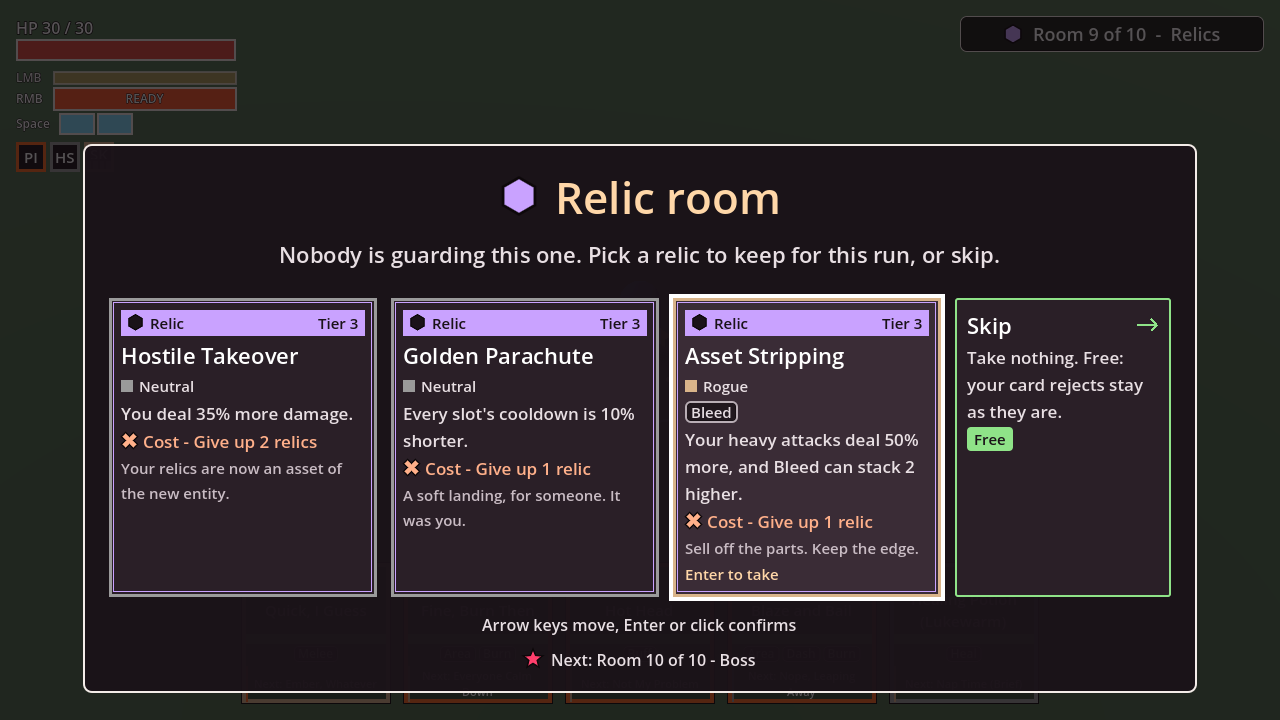 HP 30 / 30
Room 9 of 10 - Relics
LMB
RMB READY
Space
PI HS
Relic room
Nobody is guarding this one. Pick a relic to keep for this run, or skip.
Relic Tier 3
Hostile Takeover
Neutral
You deal 35% more damage.
Cost - Give up 2 relics
Your relics are now an asset of
the new entity.
Relic Tier 3
Golden Parachute
Neutral
Every slot's cooldown is 10%
shorter.
Cost - Give up 1 relic
A soft landing, for someone. It
was you.
Relic Tier 3
Asset Stripping
Rogue
Bleed
Your heavy attacks deal 50%
more, and Bleed can stack 2
higher.
Cost - Give up 1 relic
Sell off the parts. Keep the edge.
Enter to take
Skip
Take nothing. Free:
your card rejects stay
as they are.
Free
Arrow keys move, Enter or click confirms
Next: Room 10 of 10 - Boss
Down
Away